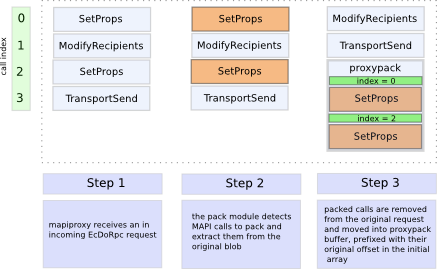 call index
0
1
2
3
SetProps
ModifyRecipients
SetProps
TransportSend
SetProps
ModifyRecipients
SetProps
TransportSend
ModifyRecipients
TransportSend
proxypack
index = 0
SetProps
index = 2
SetProps
Step 1
Step 2
Step 3
mapiproxy receives an in
incoming EcDoRpc request
the pack module detects
MAPI calls to pack and
extract them from the
original blob
packed calls are removed
from the original request
and moved into proxypack
buffer, prefixed with their
original offset in the initial
array